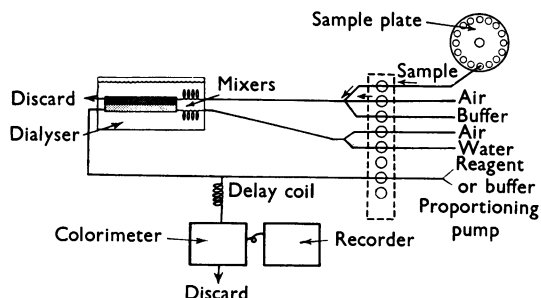 Sample plate
Sample
Mixers
Air
Discard
Buffer
Dialyser
Air
Water
Reagent
or buffer
Delay coil
Proportioning
pump
Colorimeter
Recorder
Discard